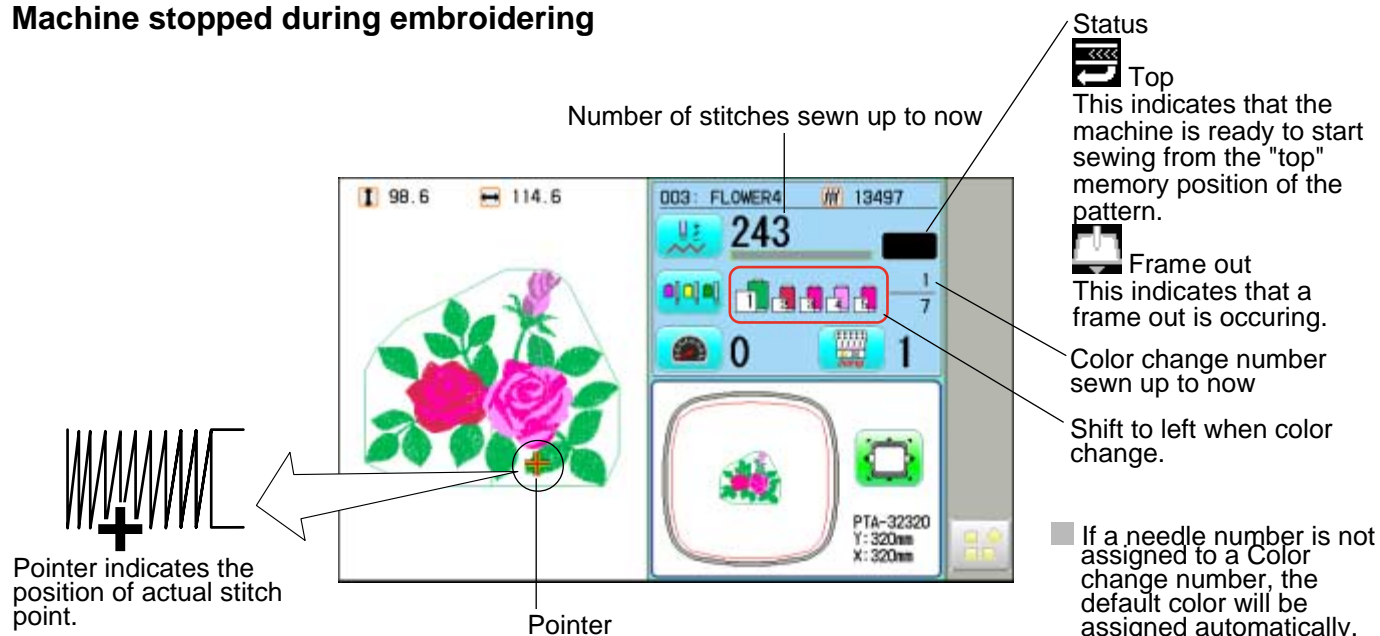 Machine stopped during embroidering
Number of stitches sewn up to now
Status
Top
This indicates that the
machine is ready to start
sewing from the "top"
memory position of the
pattern.
Frame out
This indicates that a
frame out is occuring.
Color change number
sewn up to now
Shift to left when color
change.
If a needle number is not
assigned to a Color
change number, the
default color will be
assigned automatically.
98.6 114.6
003: FLOWER4 13497
243
1
7
1 2 3 4 5
0 1
PTA-32320
Y:320mm
X:320mm
Pointer indicates the
position of actual stitch
point.
Pointer